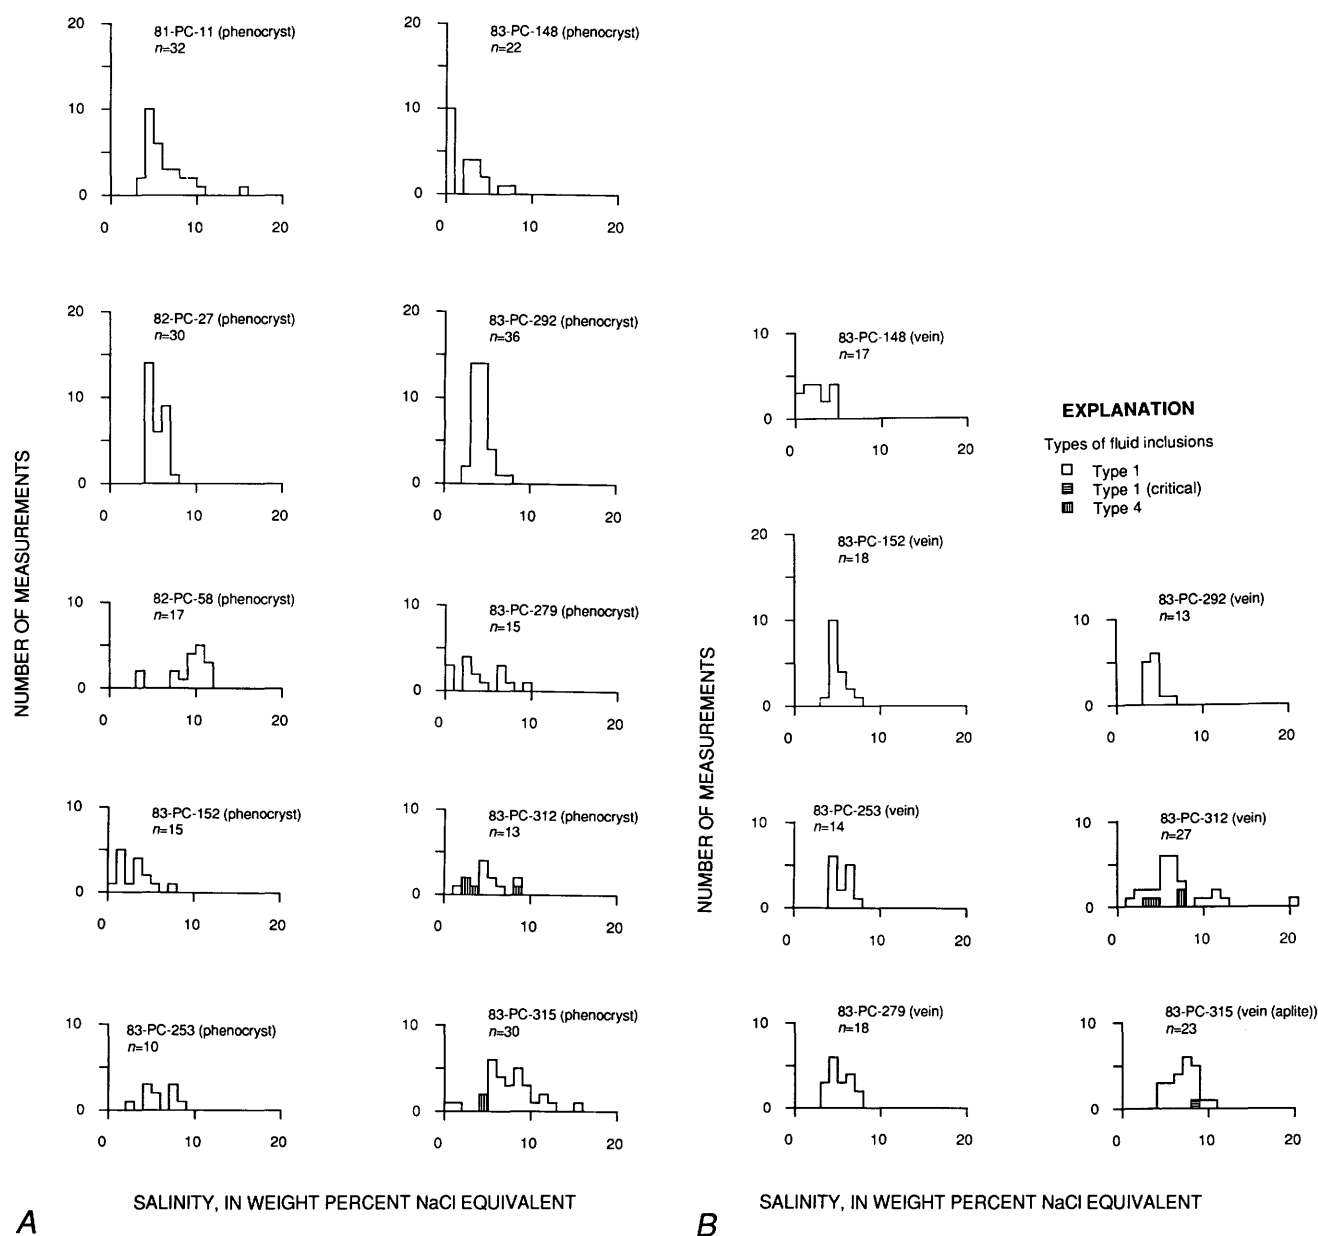 81-PC-11 (phenocryst)
n=32
20
10
0
0 10 20
83-PC-148 (phenocryst)
n=22
20
10
0
0 10 20
82-PC-27 (phenocryst)
n=30
20
10
0
0 10 20
83-PC-292 (phenocryst)
n=36
20
10
0
0 10 20
82-PC-58 (phenocryst)
n=17
10
0
0 10 20
83-PC-279 (phenocryst)
n=15
10
0
0 10 20
83-PC-152 (phenocryst)
n=15
10
0
0 10 20
83-PC-312 (phenocryst)
n=13
10
0
0 10 20
83-PC-253 (phenocryst)
n=10
10
0
0 10 20
83-PC-315 (phenocryst)
n=30
10
0
0 10 20
NUMBER OF MEASUREMENTS
SALINITY, IN WEIGHT PERCENT NaCl EQUIVALENT
A
83-PC-148 (vein)
n=17
10
0
0 10 20
EXPLANATION
Types of fluid inclusions
Type 1
Type 1 (critical)
Type 4
83-PC-152 (vein)
n=18
20
10
0
0 10 20
83-PC-292 (vein)
n=13
10
0
0 10 20
83-PC-253 (vein)
n=14
10
0
0 10 20
83-PC-312 (vein)
n=27
10
0
0 10 20
83-PC-279 (vein)
n=18
10
0
0 10 20
83-PC-315 (vein (aplite))
n=23
10
0
0 10 20
NUMBER OF MEASUREMENTS
SALINITY, IN WEIGHT PERCENT NaCl EQUIVALENT
B